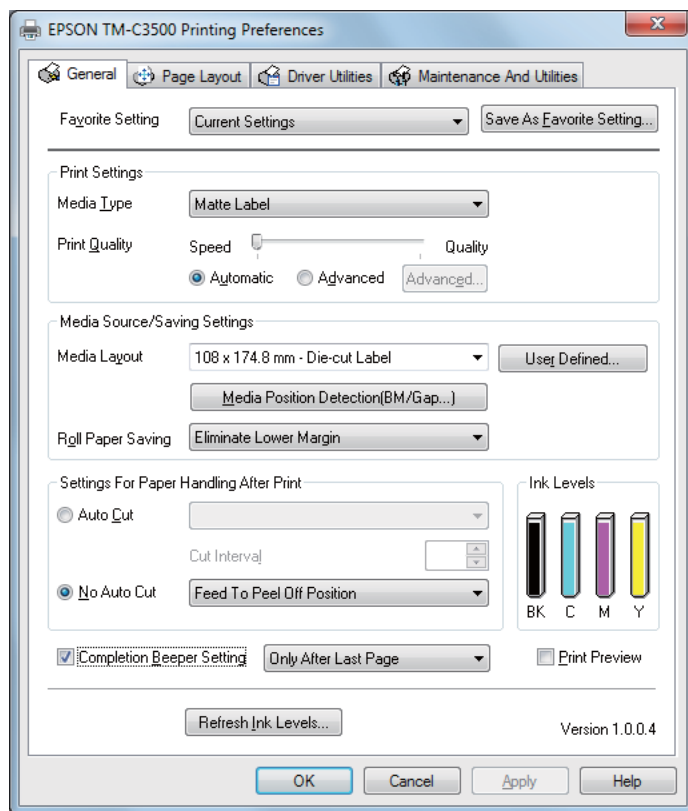 EPSON TM-C3500 Printing Preferences
General Page Layout Driver Utilities Maintenance And Utilities
Favorite Setting Current Settings Save As Favorite Setting...
Print Settings
Media Type Matte Label
Print Quality Speed Quality
Automatic Advanced Advanced...
Media Source/Saving Settings
Media Layout 108 x 174.8 mm - Die-cut Label User Defined...
Media Position Detection(BM/Gap...)
Roll Paper Saving Eliminate Lower Margin
Settings For Paper Handling After Print Ink Levels
Auto Cut
Cut Interval
No Auto Cut Feed To Peel Off Position
BK C M Y
Completion Beeper Setting Only After Last Page Print Preview
Refresh Ink Levels... Version 1.0.0.4
OK Cancel Apply Help